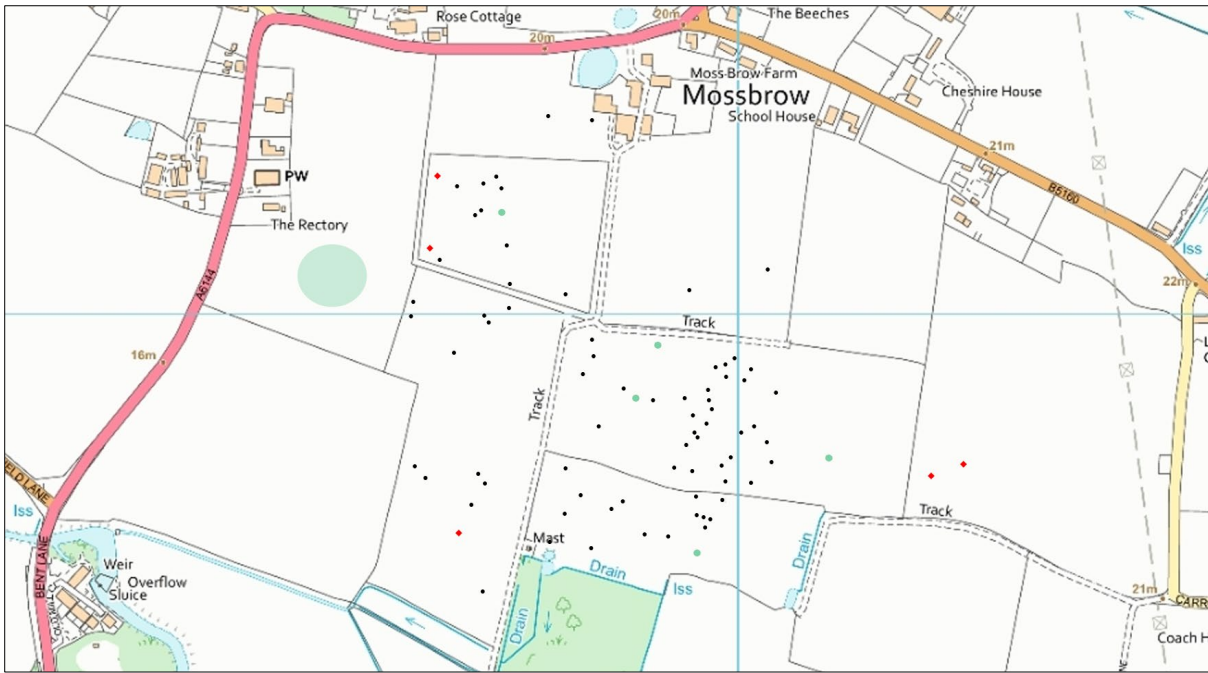 Rose Cottage
20m
The Beeches
20m
Moss Brow Farm
Mossbrow
School House
Cheshire House
21m
PW
B5160
The Rectory
Iss
A6144
22m
Track
16m
Track
Iss
Track
Mast
Drain
BENT LANE
Weir
Overflow
Sluice
Drain
Iss
21m
Drain
Coach H